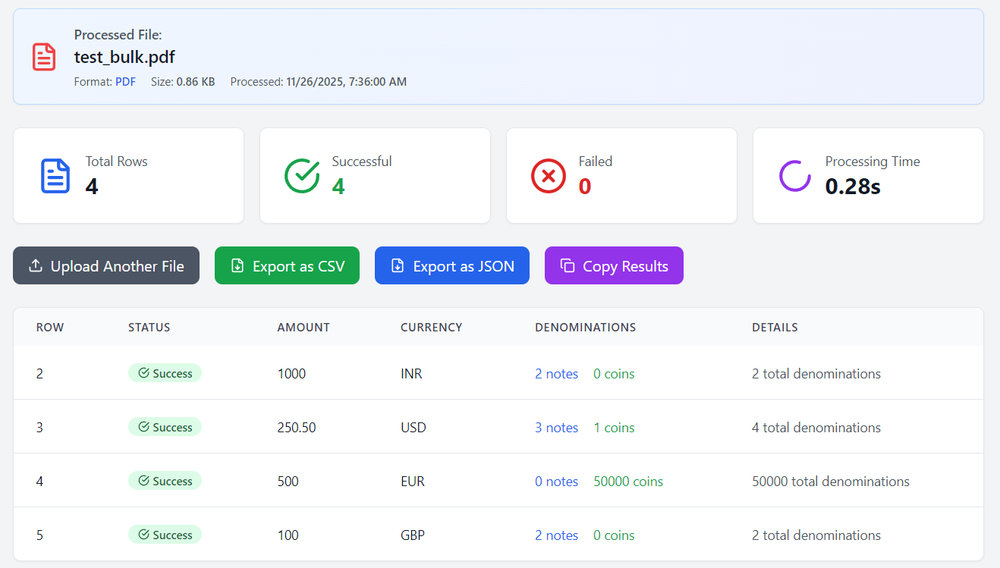 Processed File:
test_bulk.pdf
Format: PDF Size: 0.86 KB Processed: 11/26/2025, 7:36:00 AM
Total Rows
4
Successful
4
Failed
0
Processing Time
0.28s
Upload Another File
Export as CSV
Export as JSON
Copy Results
ROW STATUS AMOUNT CURRENCY DENOMINATIONS DETAILS
2 Success 1000 INR 2 notes 0 coins 2 total denominations
3 Success 250.50 USD 3 notes 1 coins 4 total denominations
4 Success 500 EUR 0 notes 50000 coins 50000 total denominations
5 Success 100 GBP 2 notes 0 coins 2 total denominations